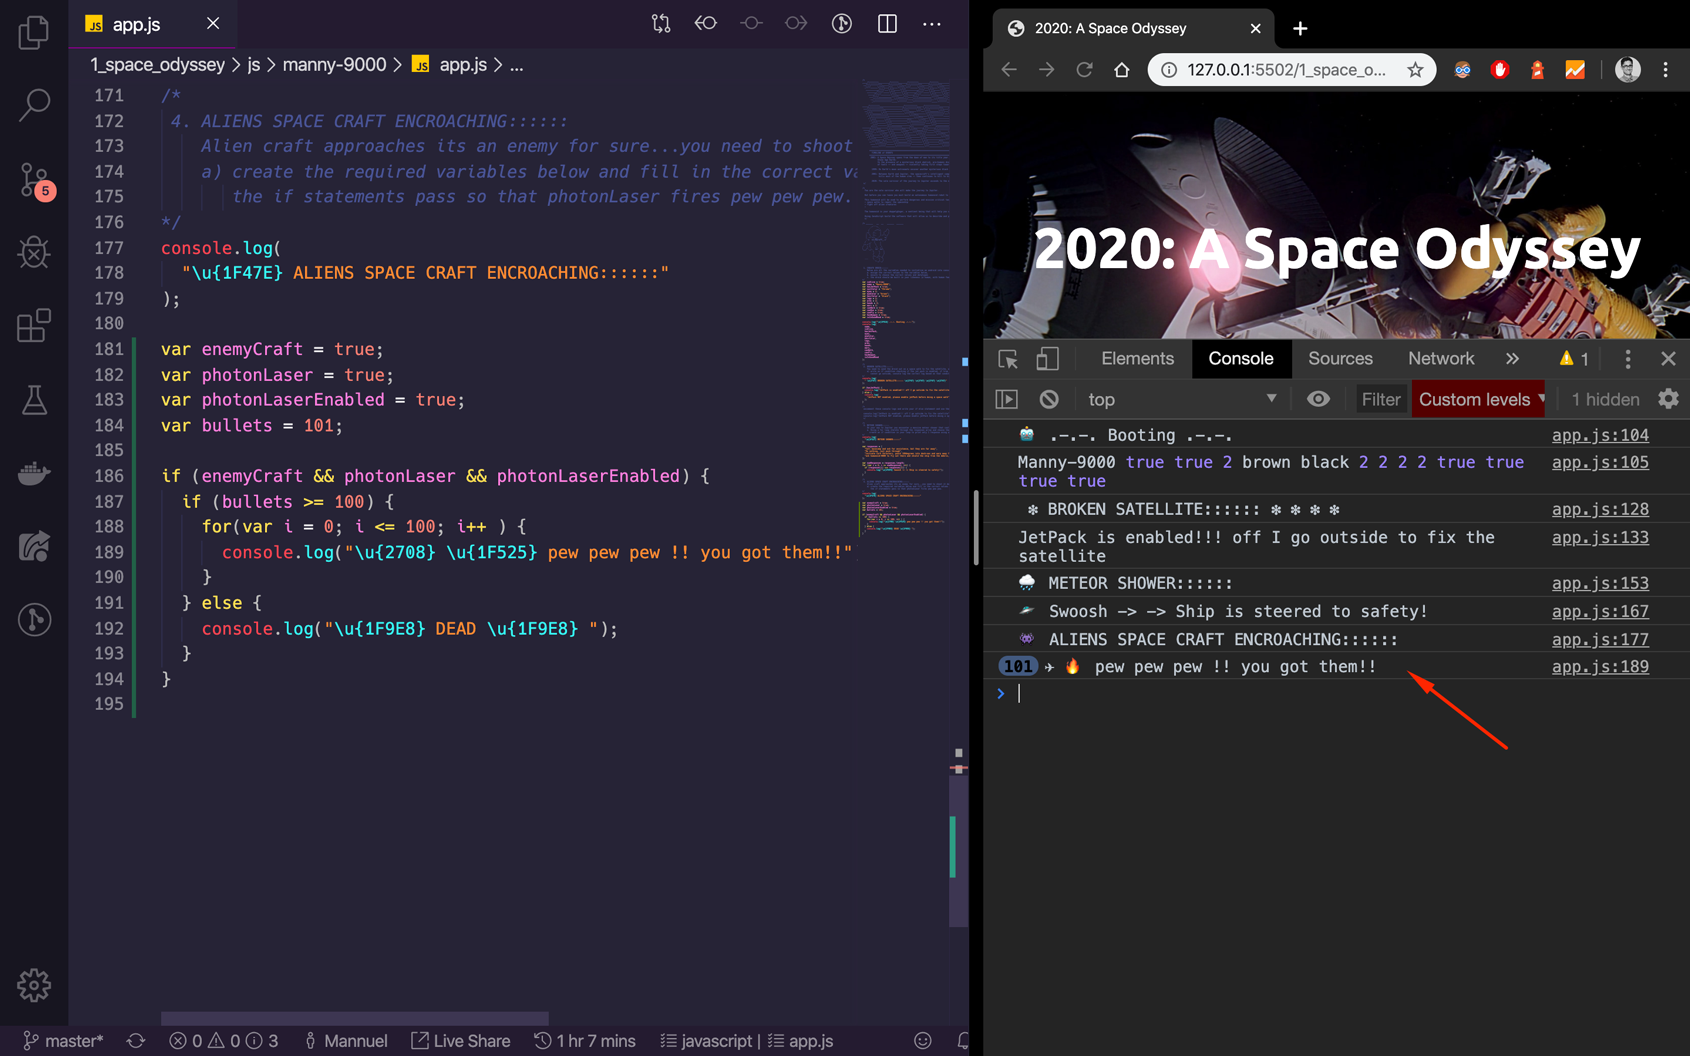 JS app.js
1_space_odyssey > js > manny-9000 > JS app.js > ...
171 /*
172 4. ALIENS SPACE CRAFT ENCROACHING::::::
173 Alien craft approaches its an enemy for sure...you need to shoot
174 a) create the required variables below and fill in the correct va
175 the if statements pass so that photonLaser fires pew pew pew.
176 */
177 console.log(
178 "\u{1F47E} ALIENS SPACE CRAFT ENCROACHING::::::"
179 );
180
181 var enemyCraft = true;
182 var photonLaser = true;
183 var photonLaserEnabled = true;
184 var bullets = 101;
185
186 if (enemyCraft && photonLaser && photonLaserEnabled) {
187 if (bullets >= 100) {
188 for(var i = 0; i <= 100; i++ ) {
189 console.log("\u{2708} \u{1F525} pew pew pew !! you got them!!"
190 }
191 } else {
192 console.log("\u{1F9E8} DEAD \u{1F9E8} ");
193 }
194 }
195
5
master* 0 0 3 Mannuel Live Share 1 hr 7 mins javascript | app.js
2020: A Space Odyssey
127.0.0.1:5502/1_space_o...
2020: A Space Odyssey
Elements Console Sources Network » 1
top Filter Custom levels 1 hidden
.-.-. Booting .-.-. app.js:104
Manny-9000 true true 2 brown black 2 2 2 2 true true app.js:105
true true
❄ BROKEN SATELLITE:::::: ❄ ❄ ❄ ❄ app.js:128
JetPack is enabled!!! off I go outside to fix the app.js:133
satellite
🌧 METEOR SHOWER:::::: app.js:153
🛸 Swoosh -> -> Ship is steered to safety! app.js:167
👾 ALIENS SPACE CRAFT ENCROACHING:::::: app.js:177
101 ✈ 🔥 pew pew pew !! you got them!! app.js:189
>